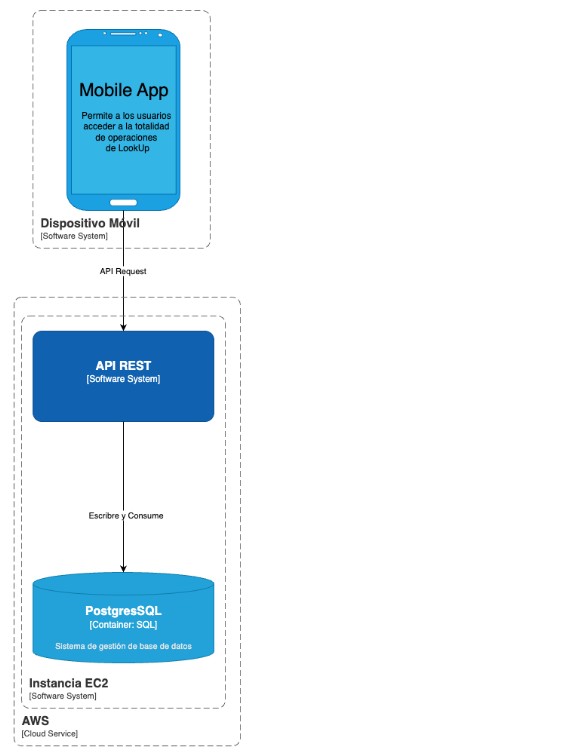 Mobile App
Permite a los usuarios
acceder a la totalidad
de operaciones
de LookUp
Dispositivo Móvil
[Software System]
API Request
API REST
[Software System]
Escribre y Consume
PostgresSQL
[Container: SQL]
Sistema de gestión de base de datos
Instancia EC2
[Software System]
AWS
[Cloud Service]